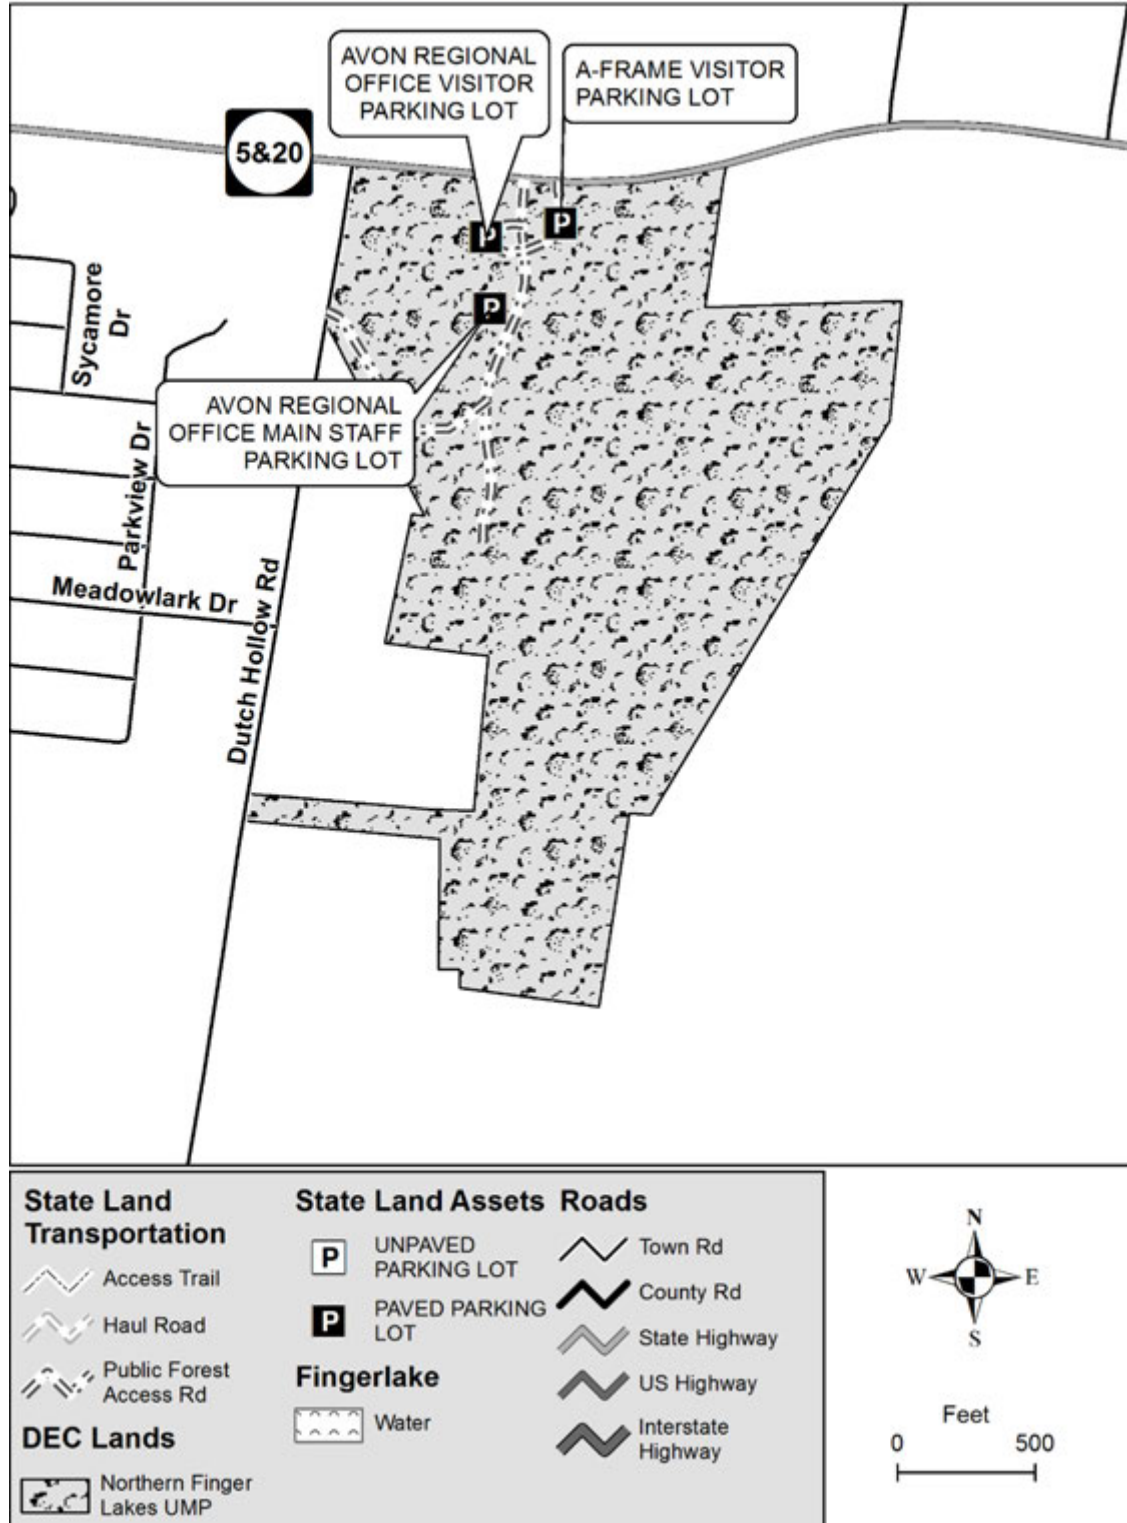 AVON REGIONAL
OFFICE VISITOR
PARKING LOT
A-FRAME VISITOR
PARKING LOT
5&20
P
P
P
Sycamore
Dr
AVON REGIONAL
OFFICE MAIN STAFF
PARKING LOT
Parkview Dr
Meadowlark Dr
Dutch Hollow Rd
State Land
Transportation
Access Trail
Haul Road
Public Forest
Access Rd
DEC Lands
Northern Finger
Lakes UMP
State Land Assets
P
UNPAVED
PARKING LOT
P
PAVED PARKING
LOT
Fingerlake
Water
Roads
Town Rd
County Rd
State Highway
US Highway
Interstate
Highway
N
W E
S
Feet
0 500